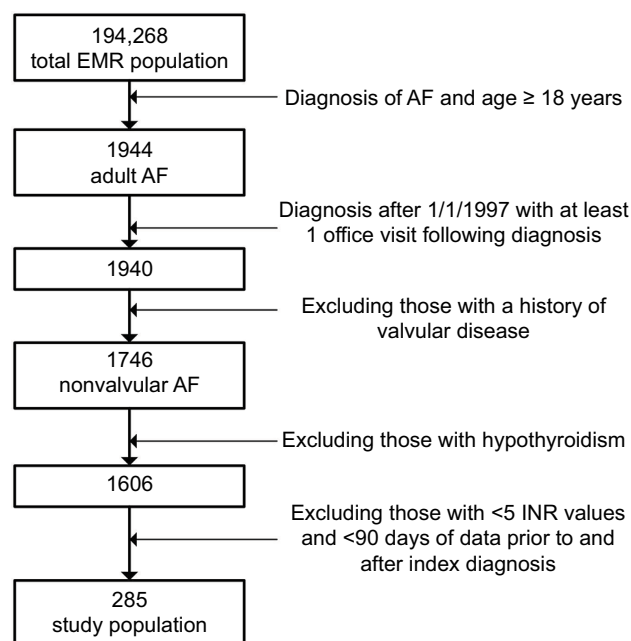 194,268
total EMR population
Diagnosis of AF and age ≥ 18 years
1944
adult AF
Diagnosis after 1/1/1997 with at least
1 office visit following diagnosis
1940
Excluding those with a history of
valvular disease
1746
nonvalvular AF
Excluding those with hypothyroidism
1606
Excluding those with <5 INR values
and <90 days of data prior to and
after index diagnosis
285
study population